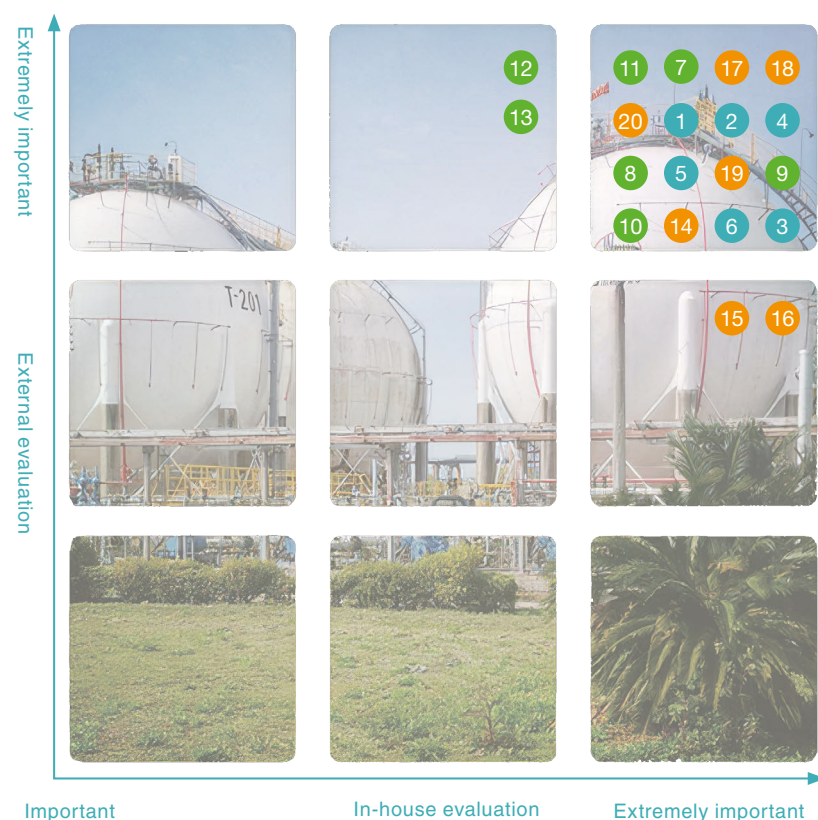 Extremely important
External evaluation
12
13
11 7 17 18
20 1 2 4
8 5 19 9
10 14 6 3
T-201
15 16
Important
In-house evaluation
Extremely important